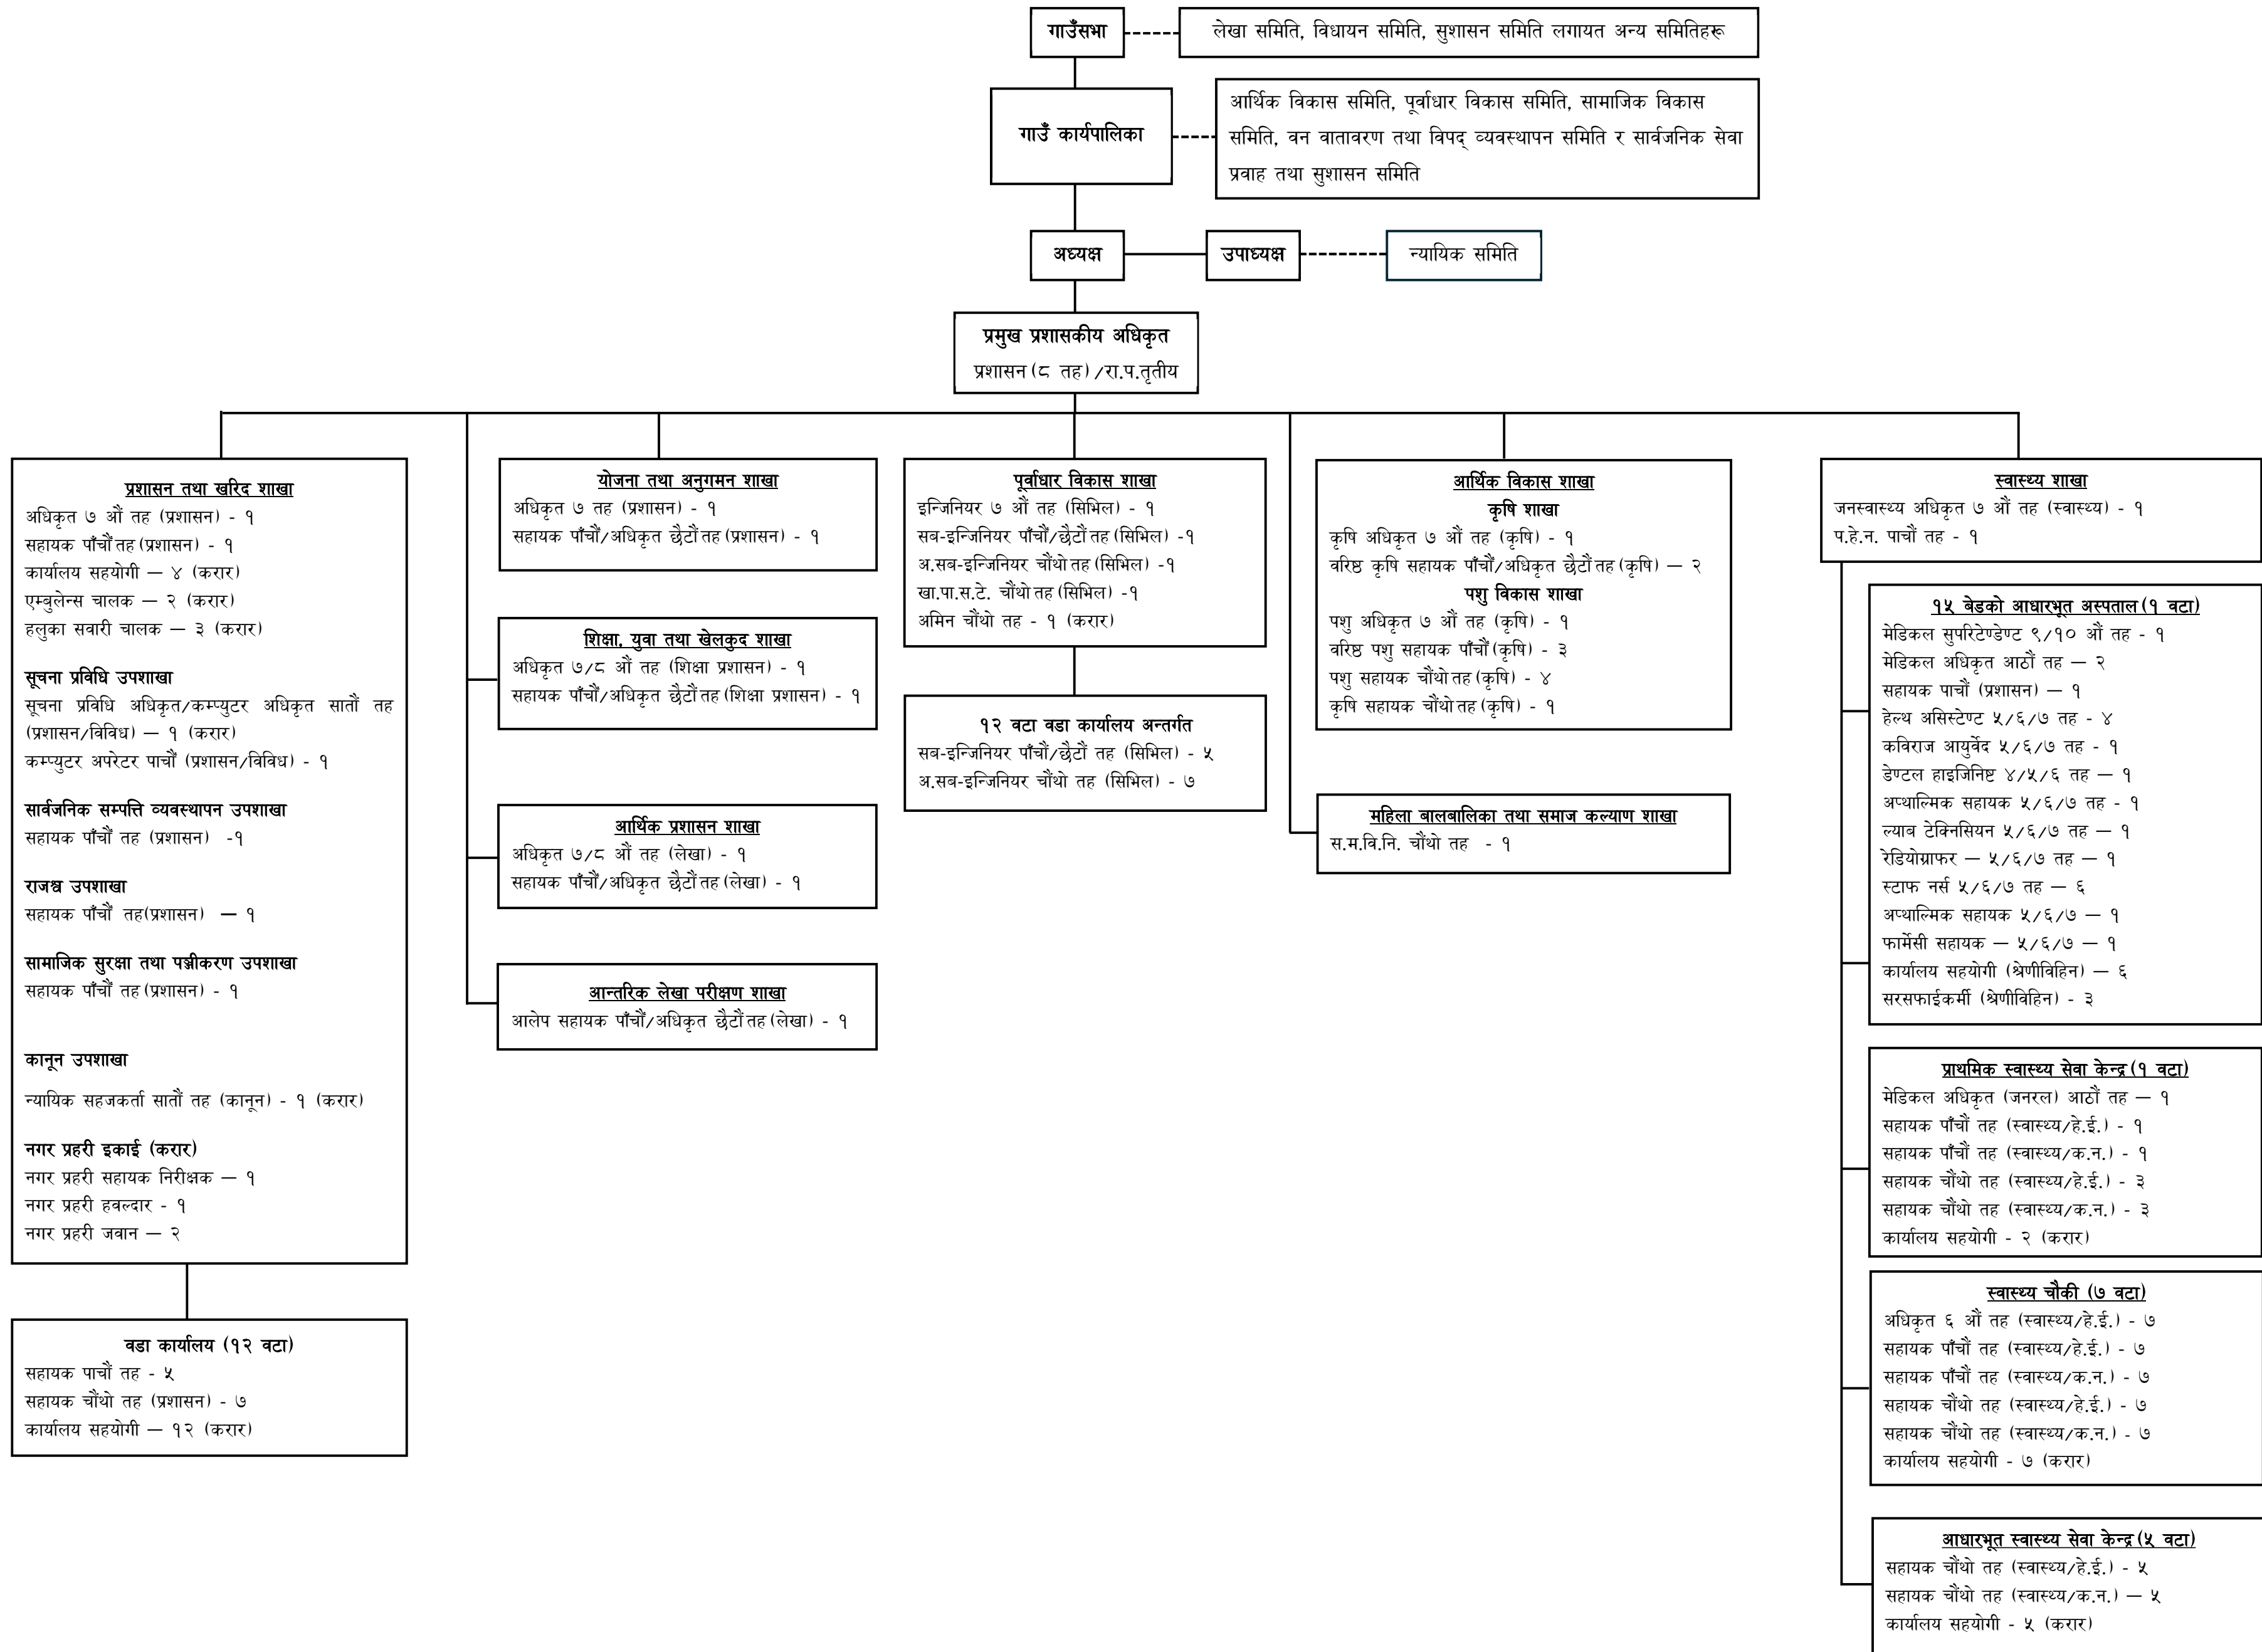 गाउँसभा
लेखा समिति, विधायन समिति, सुशासन समिति लगायत अन्य समितिहरू
गाउँ कार्यपालिका
आर्थिक विकास समिति, पूर्वाधार विकास समिति, सामाजिक विकास
समिति, वन वातावरण तथा विपद् व्यवस्थापन समिति र सार्वजनिक सेवा
प्रवाह तथा सुशासन समिति
अध्यक्ष
उपाध्यक्ष
न्यायिक समिति
प्रमुख प्रशासकीय अधिकृत
प्रशासन (८ तह) /रा.प.तृतीय
प्रशासन तथा खरिद शाखा
अधिकृत ७ औं तह (प्रशासन) - १
सहायक पाँचौं तह (प्रशासन) - १
कार्यालय सहयोगी — ४ (करार)
एम्बुलेन्स चालक — २ (करार)
हलुका सवारी चालक — ३ (करार)
सूचना प्रविधि उपशाखा
सूचना प्रविधि अधिकृत/कम्प्युटर अधिकृत सातौं तह
(प्रशासन/विविध) — १ (करार)
कम्प्युटर अपरेटर पाचौं (प्रशासन/विविध) - १
सार्वजनिक सम्पत्ति व्यवस्थापन उपशाखा
सहायक पाँचौं तह (प्रशासन) -१
राजश्व उपशाखा
सहायक पाँचौं तह(प्रशासन) — १
सामाजिक सुरक्षा तथा पञ्जीकरण उपशाखा
सहायक पाँचौं तह (प्रशासन) - १
कानून उपशाखा
न्यायिक सहजकर्ता सातौं तह (कानून) - १ (करार)
नगर प्रहरी इकाई (करार)
नगर प्रहरी सहायक निरीक्षक — १
नगर प्रहरी हवल्दार - १
नगर प्रहरी जवान — २
वडा कार्यालय (१२ वटा)
सहायक पाचौं तह - ५
सहायक चौंथो तह (प्रशासन) - ७
कार्यालय सहयोगी — १२ (करार)
योजना तथा अनुगमन शाखा
अधिकृत ७ तह (प्रशासन) - १
सहायक पाँचौं/अधिकृत छैटौं तह (प्रशासन) - १
शिक्षा, युवा तथा खेलकुद शाखा
अधिकृत ७/८ औं तह (शिक्षा प्रशासन) - १
सहायक पाँचौं/अधिकृत छैटौं तह (शिक्षा प्रशासन) - १
आर्थिक प्रशासन शाखा
अधिकृत ७/८ औं तह (लेखा) - १
सहायक पाँचौं/अधिकृत छैटौं तह (लेखा) - १
आन्तरिक लेखा परीक्षण शाखा
आलेप सहायक पाँचौं/अधिकृत छैटौं तह (लेखा) - १
पूर्वाधार विकास शाखा
इन्जिनियर ७ औं तह (सिभिल) - १
सब-इन्जिनियर पाँचौं/छैटौं तह (सिभिल) -१
अ.सब-इन्जिनियर चौंथो तह (सिभिल) -१
खा.पा.स.टे. चौंथो तह (सिभिल) -१
अमिन चौंथो तह - १ (करार)
१२ वटा वडा कार्यालय अन्तर्गत
सब-इन्जिनियर पाँचौं/छैटौं तह (सिभिल) - ५
अ.सब-इन्जिनियर चौंथो तह (सिभिल) - ७
आर्थिक विकास शाखा
कृषि शाखा
कृषि अधिकृत ७ औं तह (कृषि) - १
वरिष्ठ कृषि सहायक पाँचौं/अधिकृत छैटौं तह (कृषि) — २
पशु विकास शाखा
पशु अधिकृत ७ औं तह (कृषि) - १
वरिष्ठ पशु सहायक पाँचौं (कृषि) - ३
पशु सहायक चौंथो तह (कृषि) - ४
कृषि सहायक चौंथो तह (कृषि) - १
महिला बालबालिका तथा समाज कल्याण शाखा
स.म.वि.नि. चौंथो तह - १
स्वास्थ्य शाखा
जनस्वास्थ्य अधिकृत ७ औं तह (स्वास्थ्य) - १
प.हे.न. पाचौं तह - १
१५ बेडको आधारभूत अस्पताल (१ वटा)
मेडिकल सुपरिटेण्डेण्ट ९/१० औं तह - १
मेडिकल अधिकृत आठौं तह — २
सहायक पाचौं (प्रशासन) — १
हेल्थ असिस्टेण्ट ५/६/७ तह - ४
कविराज आयुर्वेद ५/६/७ तह - १
डेण्टल हाइजिनिष्ट ४/५/६ तह — १
अप्थाल्मिक सहायक ५/६/७ तह - १
ल्याब टेक्निसियन ५/६/७ तह — १
रेडियोग्राफर — ५/६/७ तह — १
स्टाफ नर्स ५/६/७ तह — ६
अप्थाल्मिक सहायक ५/६/७ — १
फार्मेसी सहायक — ५/६/७ — १
कार्यालय सहयोगी (श्रेणीविहिन) — ६
सरसफाईकर्मी (श्रेणीविहिन) - ३
प्राथमिक स्वास्थ्य सेवा केन्द्र (१ वटा)
मेडिकल अधिकृत (जनरल) आठौं तह — १
सहायक पाँचौं तह (स्वास्थ्य/हे.ई.) - १
सहायक पाँचौं तह (स्वास्थ्य/क.न.) - १
सहायक चौंथो तह (स्वास्थ्य/हे.ई.) - ३
सहायक चौंथो तह (स्वास्थ्य/क.न.) - ३
कार्यालय सहयोगी - २ (करार)
स्वास्थ्य चौकी (७ वटा)
अधिकृत ६ औं तह (स्वास्थ्य/हे.ई.) - ७
सहायक पाँचौं तह (स्वास्थ्य/हे.ई.) - ७
सहायक पाँचौं तह (स्वास्थ्य/क.न.) - ७
सहायक चौंथो तह (स्वास्थ्य/हे.ई.) - ७
सहायक चौंथो तह (स्वास्थ्य/क.न.) - ७
कार्यालय सहयोगी - ७ (करार)
आधारभूत स्वास्थ्य सेवा केन्द्र (५ वटा)
सहायक चौंथो तह (स्वास्थ्य/हे.ई.) - ५
सहायक चौंथो तह (स्वास्थ्य/क.न.) — ५
कार्यालय सहयोगी - ५ (करार)